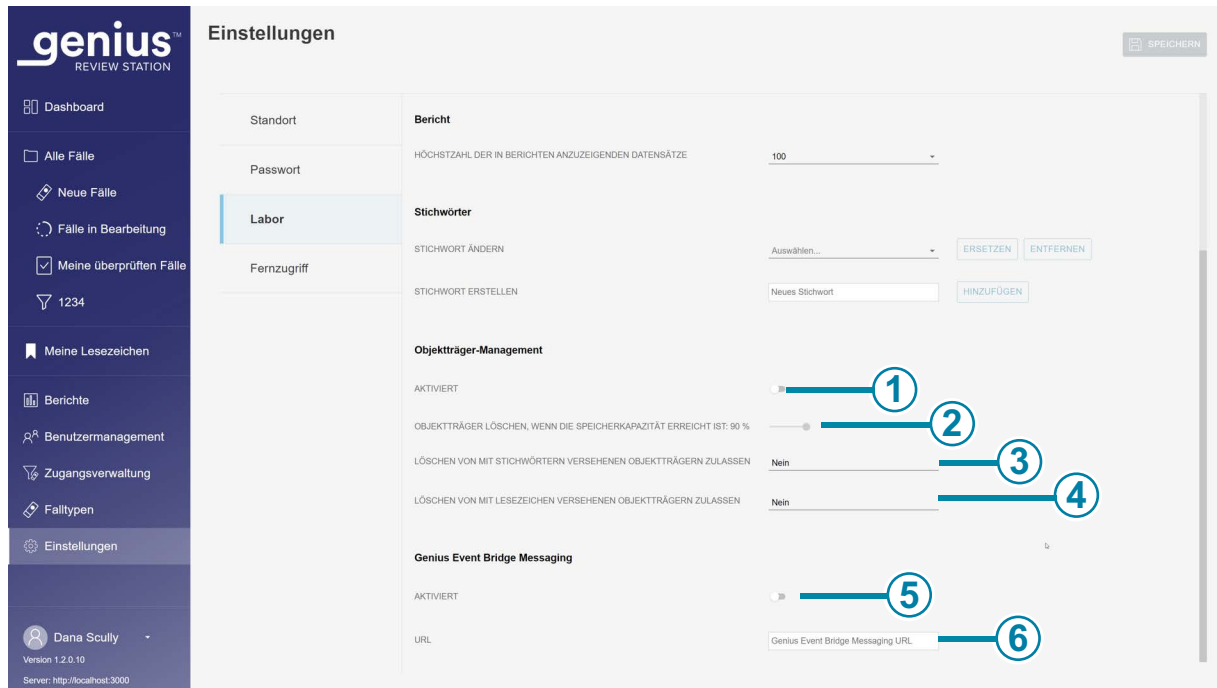 genius™
REVIEW STATION
Dashboard
Alle Fälle
Neue Fälle
Fälle in Bearbeitung
Meine überprüften Fälle
1234
Meine Lesezeichen
Berichte
Benutzermanagement
Zugangsverwaltung
Falltypen
Einstellungen
Dana Scully
Version 1.2.0.10
Server: http://localhost:3000
Einstellungen
SPEICHERN
Standort
Passwort
Labor
Fernzugriff
Bericht
HÖCHSTZAHL DER IN BERICHTEN ANZUZEIGENDEN DATENSÄTZE 100
Stichwörter
STICHWORT ÄNDERN Auswählen... ERSETZEN ENTFERNEN
STICHWORT ERSTELLEN Neues Stichwort HINZUFÜGEN
Objektträger-Management
AKTIVIERT 1
OBJEKTTRÄGER LÖSCHEN, WENN DIE SPEICHERKAPAZITÄT ERREICHT IST: 90 % 2
LÖSCHEN VON MIT STICHWÖRTERN VERSEHENEN OBJEKTTRÄGERN ZULASSEN Nein 3
LÖSCHEN VON MIT LESEZEICHEN VERSEHENEN OBJEKTTRÄGERN ZULASSEN Nein 4
Genius Event Bridge Messaging
AKTIVIERT 5
URL Genius Event Bridge Messaging URL 6